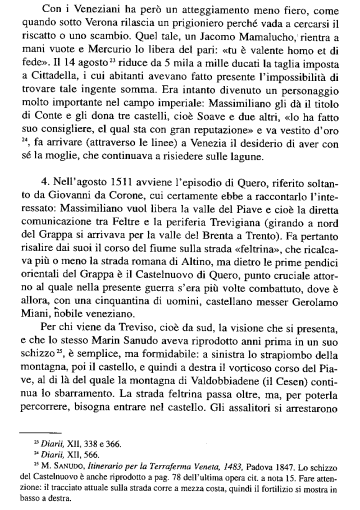 Con i Veneziani ha però un atteggiamento meno fiero, come
quando sotto Verona rilascia un prigioniero perché vada a cercarsi il
riscatto o uno scambio. Quel tale, un Jacomo Mamalucho, rientra a
mani vuote e Mercurio lo libera del pari: «tu è valente homo et di
fede». Il 14 agosto²³ riduce da 5 mila a mille ducati la taglia imposta
a Cittadella, i cui abitanti avevano fatto presente l'impossibilità di
trovare tale ingente somma. Era intanto divenuto un personaggio
molto importante nel campo imperiale: Massimiliano gli dà il titolo
di Conte e gli dona tre castelli, cioè Soave e due altri, «lo ha fatto
suo consigliere, el qual sta con gran reputazione» e va vestito d'oro
²⁴, fa arrivare (attraverso le linee) a Venezia il desiderio di aver con
sé la moglie, che continuava a risiedere sulle lagune.
4. Nell'agosto 1511 avviene l'episodio di Quero, riferito soltan-
to da Giovanni da Corone, cui certamente ebbe a raccontarlo l'inte-
ressato: Massimiliano vuol libera la valle del Piave e cioè la diretta
comunicazione tra Feltre e la periferia Trevigiana (girando a nord
del Grappa si arrivava per la valle del Brenta a Trento). Fa pertanto
risalire dai suoi il corso del fiume sulla strada «feltrina», che ricalca-
va più o meno la strada romana di Altino, ma dietro le prime pendici
orientali del Grappa è il Castelnuovo di Quero, punto cruciale attor-
no al quale nella presente guerra s'era più volte combattuto, dove è
allora, con una cinquantina di uomini, castellano messer Gerolamo
Miani, nobile veneziano.
Per chi viene da Treviso, cioè da sud, la visione che si presenta,
e che lo stesso Marin Sanudo aveva riprodotto anni prima in un suo
schizzo²⁵, è semplice, ma formidabile: a sinistra lo strapiombo della
montagna, poi il castello, e quindi a destra il vorticoso corso del Pia-
ve, al di là del quale la montagna di Valdobbiadene (il Cesen) conti-
nua lo sbarramento. La strada feltrina passa oltre, ma, per poterla
percorrere, bisogna entrare nel castello. Gli assalitori si arrestarono
²³ Diarii, XII, 338 e 366.
²⁴ Diarii, XII, 566.
²⁵ M. SANUDO, Itinerario per la Terraferma Veneta, 1483, Padova 1847. Lo schizzo
del Castelnuovo è anche riprodotto a pag. 78 dell'ultima opera cit. a nota 15. Fare atten-
zione: il tracciato attuale sulla strada corre a mezza costa, quindi il fortilizio si mostra in
basso a destra.